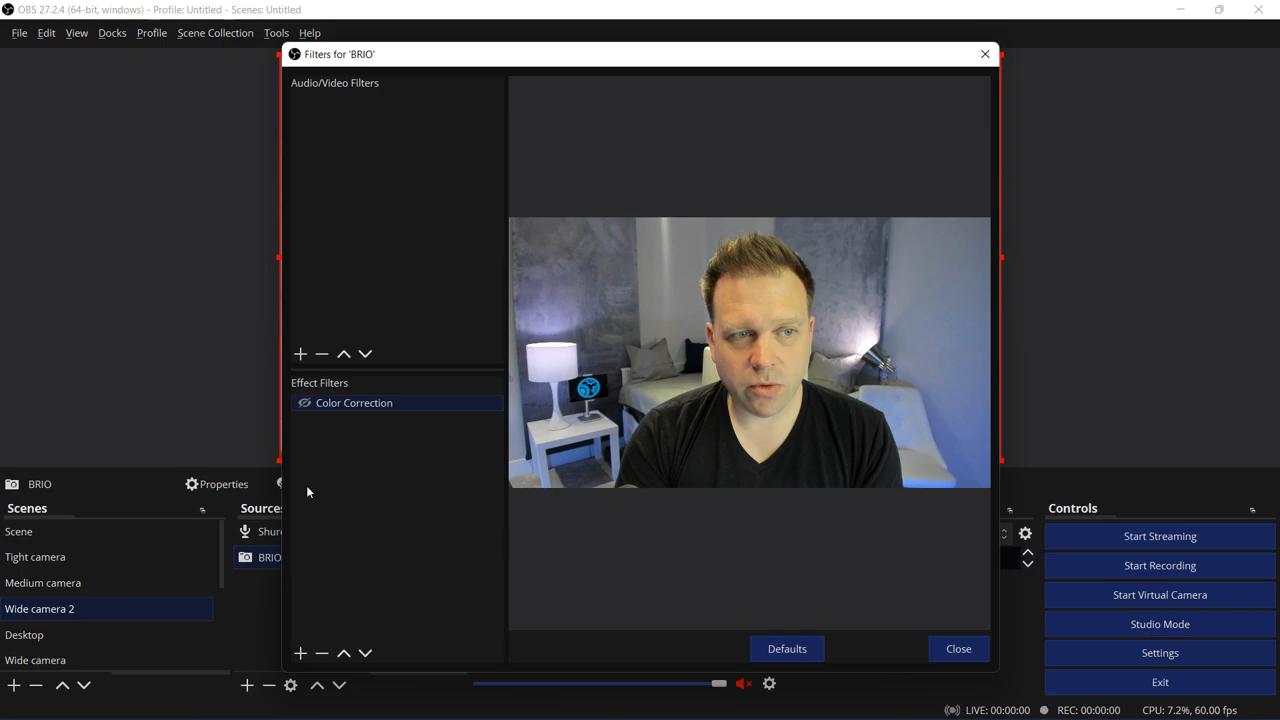 OBS 27.2.4 (64-bit, windows) - Profile: Untitled - Scenes: Untitled
File Edit View Docks Profile Scene Collection Tools Help
Filters for 'BRIO'
Audio/Video Filters
Effect Filters
Color Correction
BRIO
Properties
Scenes
Scene
Tight camera
Medium camera
Wide camera 2
Desktop
Wide camera
Sources
Shure
BRIO
Defaults
Close
Controls
Start Streaming
Start Recording
Start Virtual Camera
Studio Mode
Settings
Exit
LIVE: 00:00:00 REC: 00:00:00 CPU: 7.2%, 60.00 fps